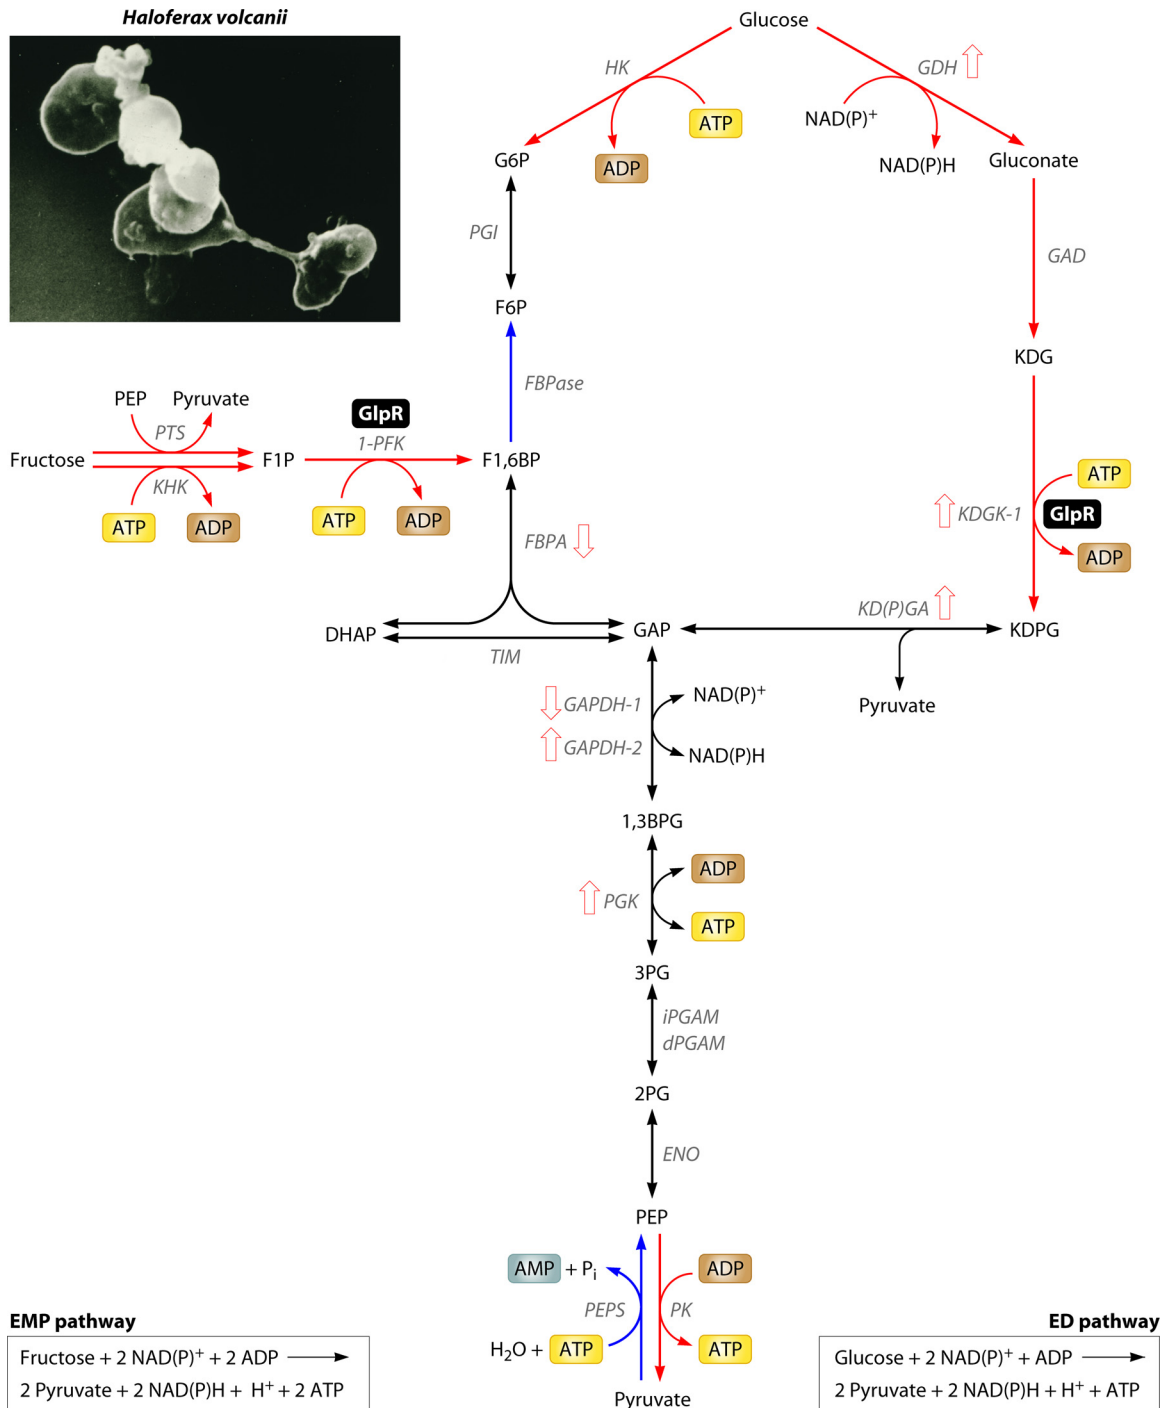 Haloferax volcanii
Glucose
HK
GDH
ATP
NAD(P)+
ADP
NAD(P)H
G6P
Gluconate
PGI
GAD
F6P
KDG
FBPase
PEP
Pyruvate
GlpR
PTS
1-PFK
Fructose
F1P
F1,6BP
KHK
ATP
ADP
ATP
ADP
ATP
KDGK-1
GlpR
ADP
FBPA
KD(P)GA
DHAP
GAP
KDPG
TIM
Pyruvate
GAPDH-1
NAD(P)+
GAPDH-2
NAD(P)H
1,3BPG
ADP
PGK
ATP
3PG
iPGAM
dPGAM
2PG
ENO
PEP
AMP + Pi
ADP
PEPS
PK
H2O + ATP
ATP
Pyruvate
EMP pathway
Fructose + 2 NAD(P)+ + 2 ADP
2 Pyruvate + 2 NAD(P)H + H+ + 2 ATP
ED pathway
Glucose + 2 NAD(P)+ + ADP
2 Pyruvate + 2 NAD(P)H + H+ + ATP